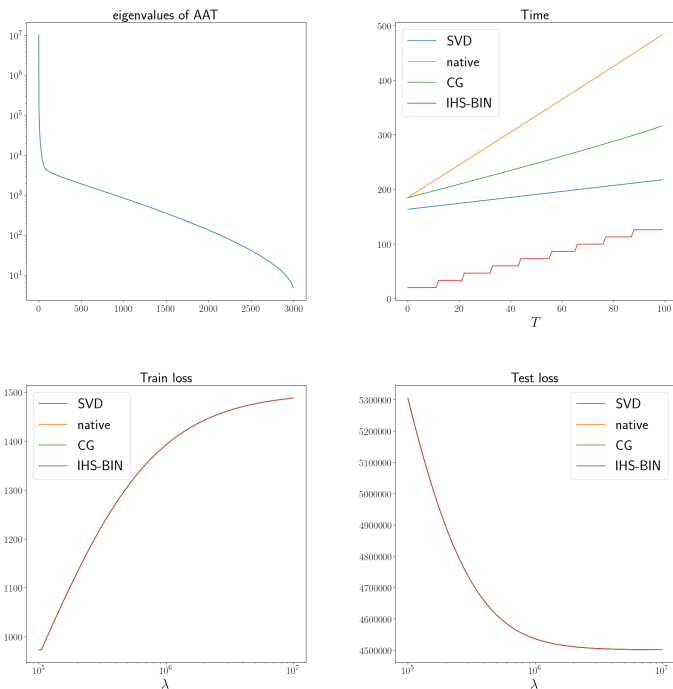 eigenvalues of AAT
10^7
10^6
10^5
10^4
10^3
10^2
10^1
0 500 1000 1500 2000 2500 3000
Time
500
300
200
100
0
SVD
native
CG
IHS-BIN
0 20 40 60 80 100
T
Train loss
1500
1400
1300
1200
1100
1000
SVD
native
CG
IHS-BIN
10^5 10^6 10^7
λ
Test loss
5300000
5200000
5100000
5000000
4900000
4800000
4700000
4600000
4500000
SVD
native
CG
IHS-BIN
10^5 10^6 10^7
λ